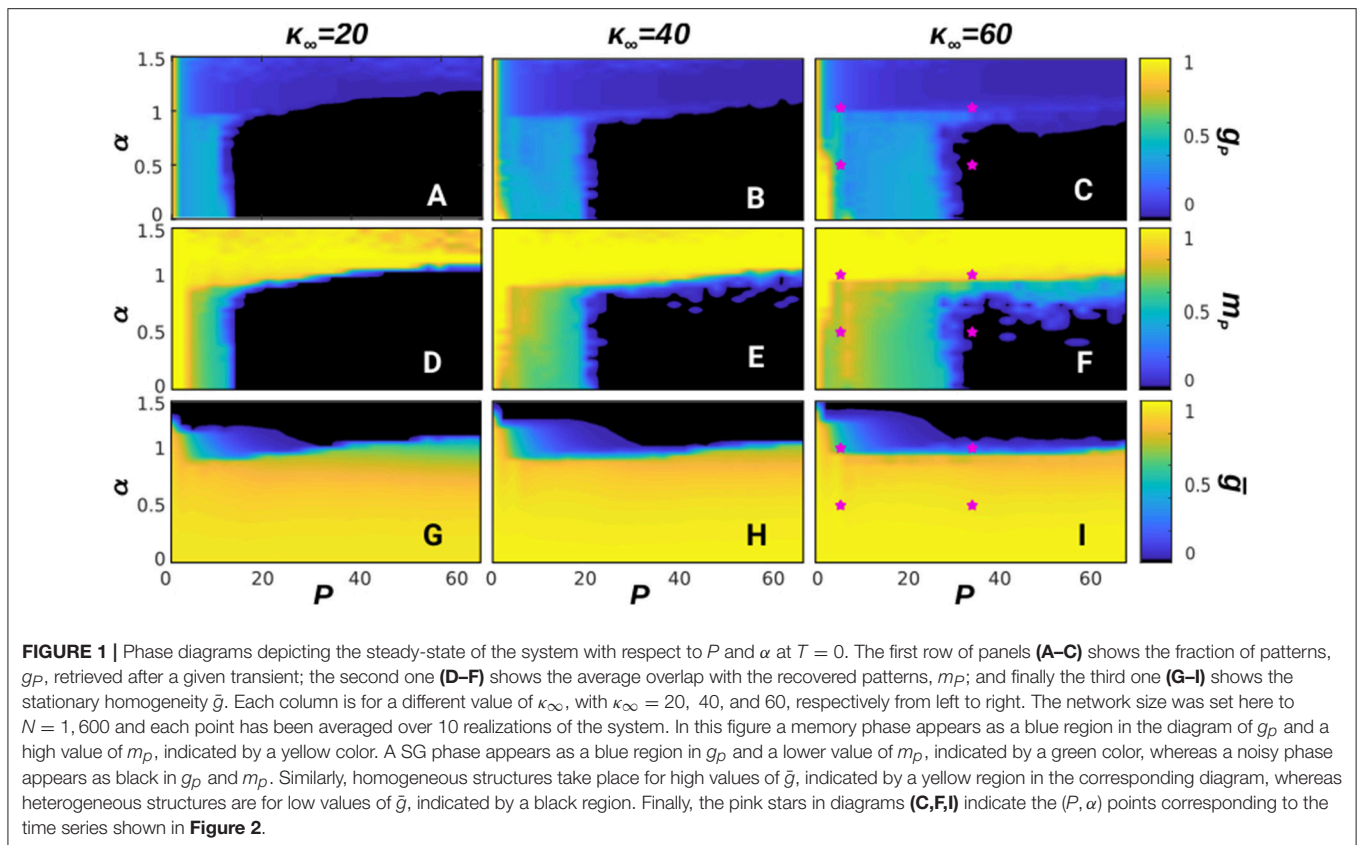 κ∞=20 κ∞=40 κ∞=60
1.5 1
α 1 0.5 gP
0.5
0 A B C 0
1.5 1
α 1 0.5 mP
0.5
0 D E F 0
1.5 1
α 1 0.5 g̅
0.5
0 G H I 0
0 20 40 60 0 20 40 60 0 20 40 60
P P P
FIGURE 1 | Phase diagrams depicting the steady-state of the system with respect to P and α at T = 0. The first row of panels (A–C) shows the fraction of patterns,
gP, retrieved after a given transient; the second one (D–F) shows the average overlap with the recovered patterns, mP; and finally the third one (G–I) shows the
stationary homogeneity ḡ. Each column is for a different value of κ∞, with κ∞ = 20, 40, and 60, respectively from left to right. The network size was set here to
N = 1, 600 and each point has been averaged over 10 realizations of the system. In this figure a memory phase appears as a blue region in the diagram of gp and a
high value of mp, indicated by a yellow color. A SG phase appears as a blue region in gp and a lower value of mp, indicated by a green color, whereas a noisy phase
appears as black in gp and mp. Similarly, homogeneous structures take place for high values of ḡ, indicated by a yellow region in the corresponding diagram, whereas
heterogeneous structures are for low values of ḡ, indicated by a black region. Finally, the pink stars in diagrams (C,F,I) indicate the (P, α) points corresponding to the
time series shown in Figure 2.